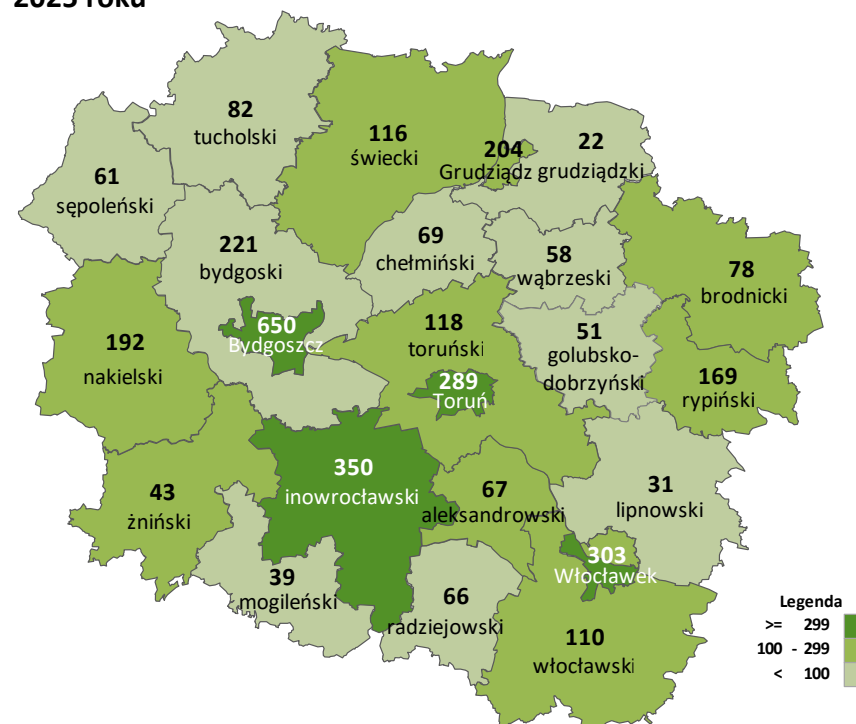 2025 roku
82
tucholski
116
świecki
204
Grudziądz
22
grudziądzki
61
sępoleński
221
bydgoski
69
chełmiński
58
wąbrzeski
78
brodnicki
650
Bydgoszcz
192
nakielski
118
toruński
51
golubsko-
dobrzyński
289
Toruń
169
rypiński
350
inowrocławski
43
żniński
67
aleksandrowski
31
lipnowski
303
Włocławek
39
mogileński
66
radziejowski
110
włocławski
Legenda
>= 299
100 - 299
< 100